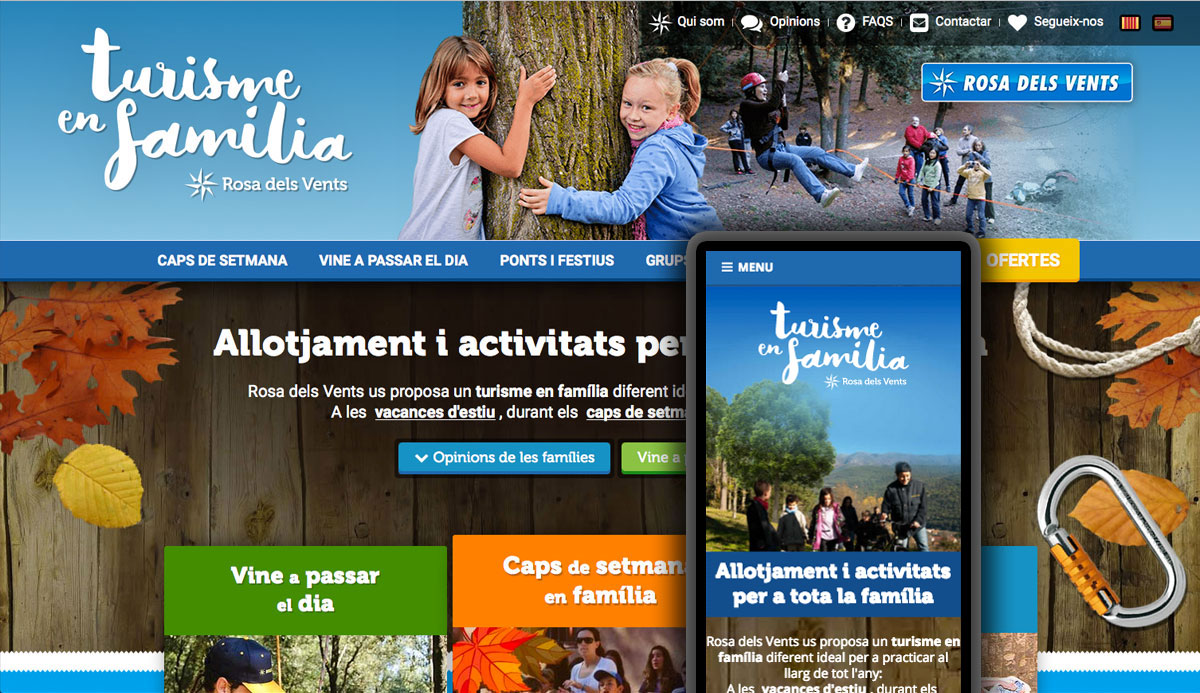 Qui som
Opinions
FAQS
Contactar
Segueix-nos
turisme
en família
Rosa dels Vents
ROSA DELS VENTS
CAPS DE SETMANA
VINE A PASSAR EL DIA
PONTS I FESTIUS
GRUPS
OFERTES
Allotjament i activitats per
a
Rosa dels Vents us proposa un turisme en família diferent
A les vacances d'estiu , durant els caps de setma
Opinions de les famílies
Vine a
Vine a passar
el dia
Caps de setmana
en família
MENU
turisme
en família
Rosa dels Vents
Allotjament i activitats
per a tota la família
Rosa dels Vents us proposa un turisme en
família diferent ideal per a practicar al
llarg de tot l'any:
A les vacances d'estiu , durant els